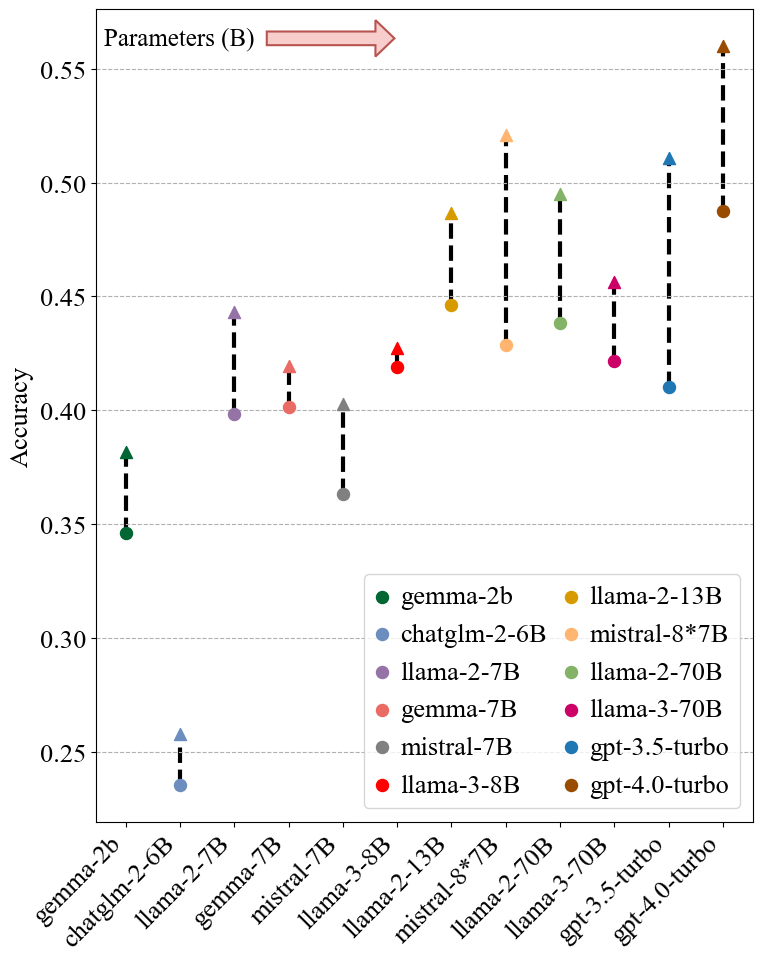 Parameters (B)
0.55
0.50
0.45
0.40
0.35
0.30
0.25
Accuracy
gemma-2b
chatglm-2-6B
llama-2-7B
gemma-7B
mistral-7B
llama-3-8B
llama-2-13B
mistral-8*7B
llama-2-70B
llama-3-70B
gpt-3.5-turbo
gpt-4.0-turbo
gemma-2b
chatglm-2-6B
llama-2-7B
gemma-7B
mistral-7B
llama-3-8B
llama-2-13B
mistral-8*7B
llama-2-70B
llama-3-70B
gpt-3.5-turbo
gpt-4.0-turbo